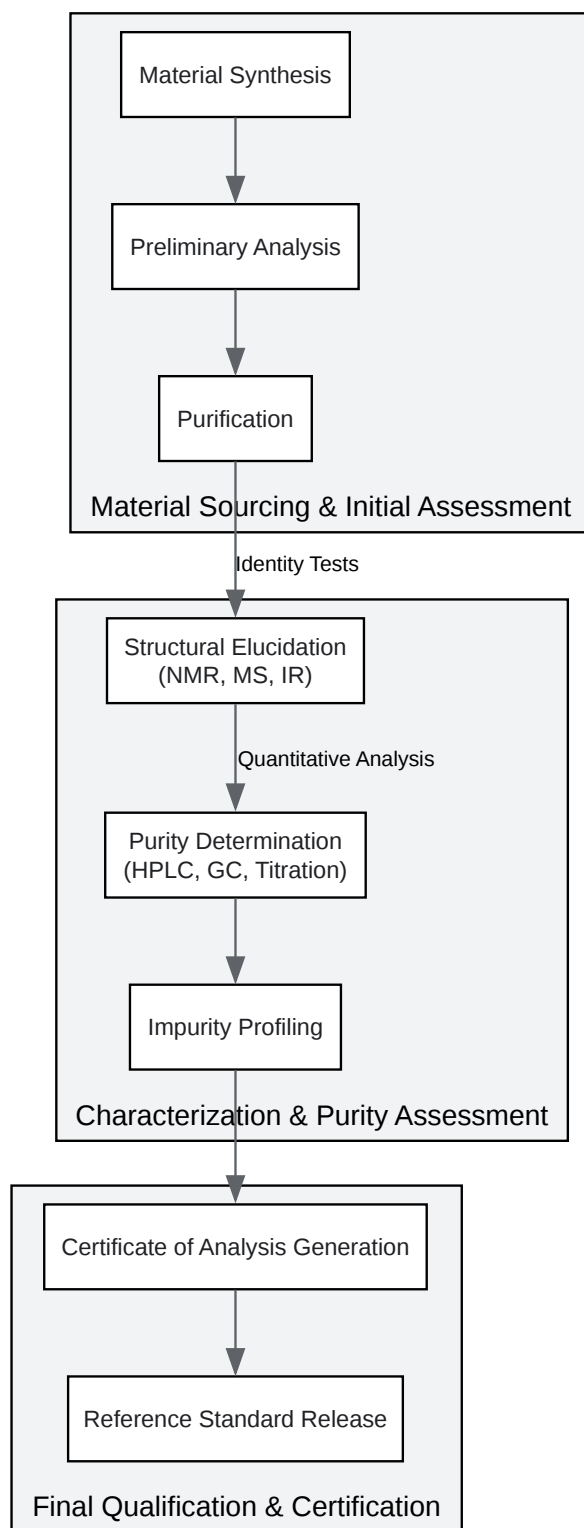 Material Synthesis
Preliminary Analysis
Purification
Material Sourcing & Initial Assessment
Identity Tests
Structural Elucidation
(NMR, MS, IR)
Quantitative Analysis
Purity Determination
(HPLC, GC, Titration)
Impurity Profiling
Characterization & Purity Assessment
Certificate of Analysis Generation
Reference Standard Release
Final Qualification & Certification